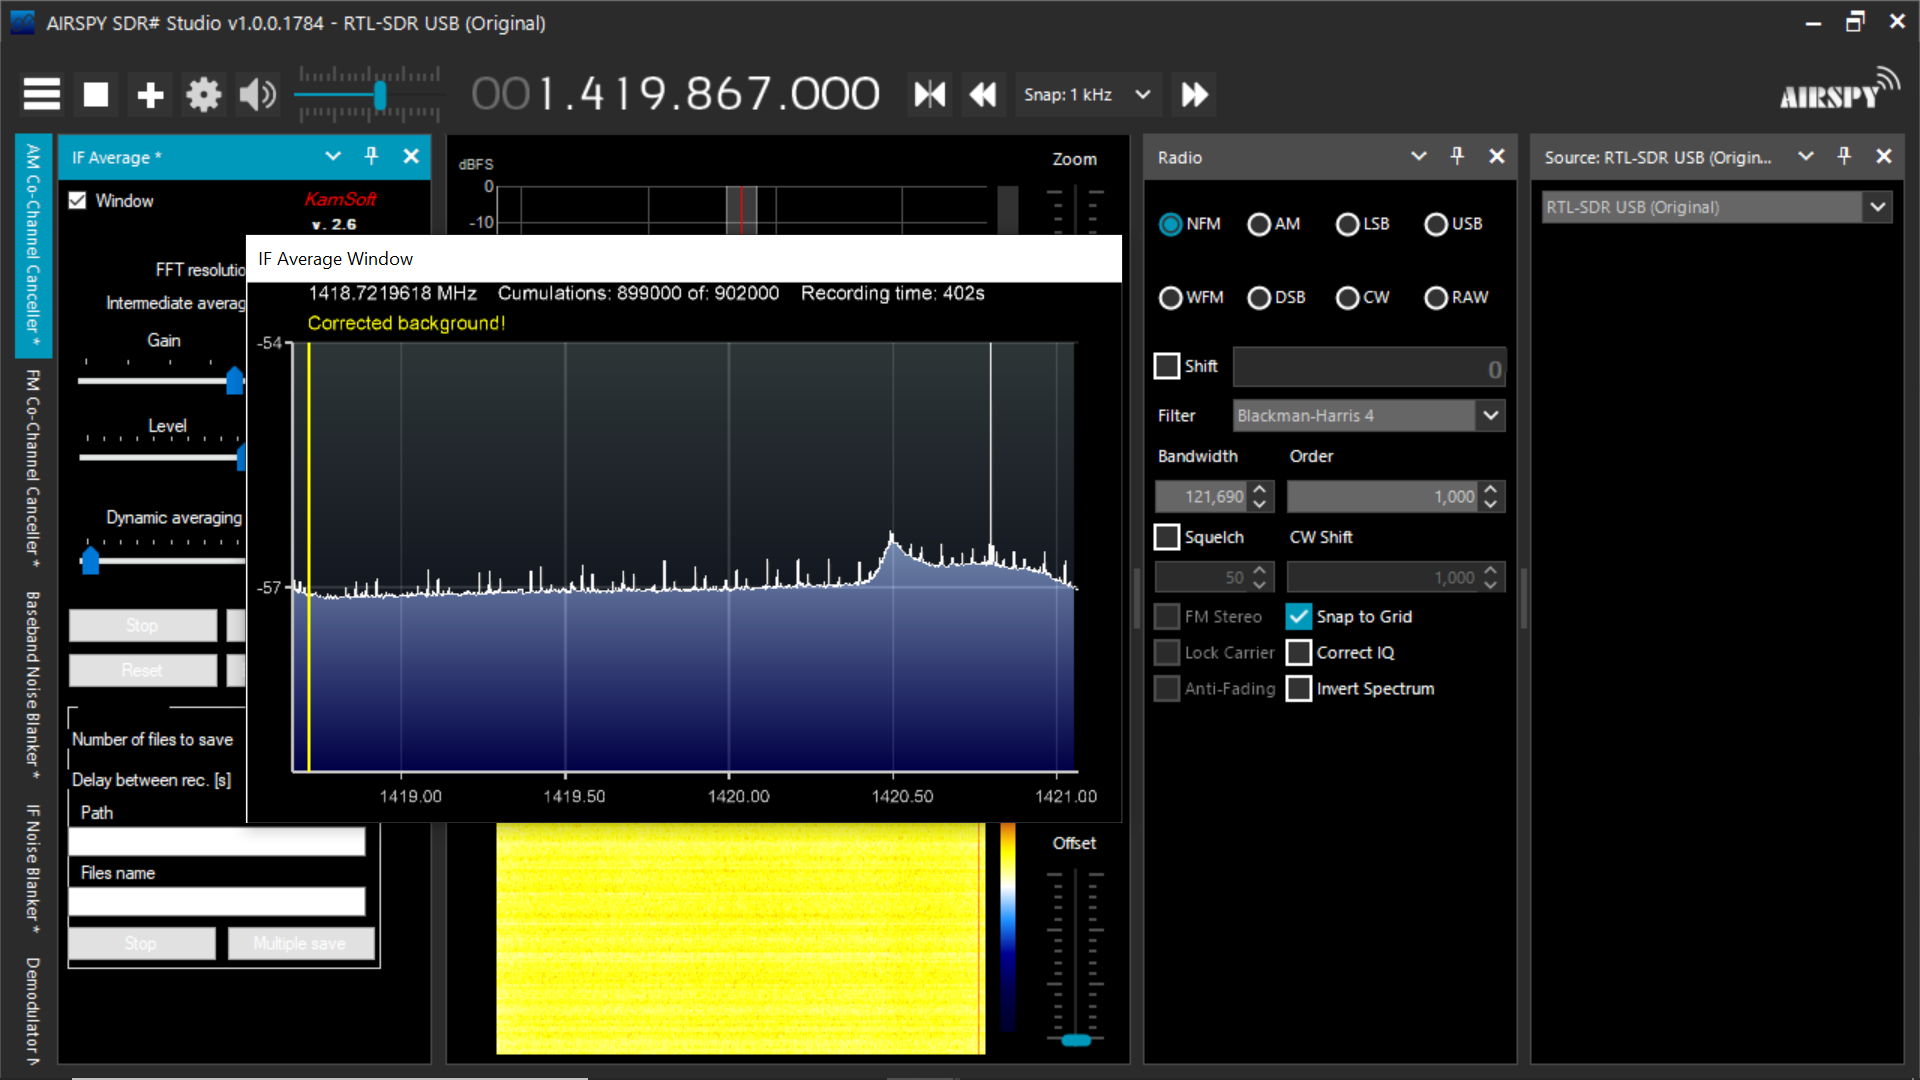 AIRSPY SDR# Studio v1.0.0.1784 - RTL-SDR USB (Original)
001.419.867.000
Snap: 1 kHz
AIRSPY
AM Co-Channel Canceller *
FM Co-Channel Canceller *
Baseband Noise Blanker *
IF Noise Blanker *
Demodulator
IF Average *
Window
KamSoft
v. 2.6
FFT resolutio
Intermediate averag
Gain
Level
Dynamic averaging
Stop
Reset
Number of files to save
Delay between rec. [s]
Path
Files name
Stop
Multiple save
dBFS
0
-10
Zoom
IF Average Window
1418.7219618 MHz Cumulations: 899000 of: 902000 Recording time: 402s
Corrected background!
-54
-57
1419.00 1419.50 1420.00 1420.50 1421.00
Offset
Radio
NFM AM LSB USB
WFM DSB CW RAW
Shift 0
Filter Blackman-Harris 4
Bandwidth Order
121,690 1,000
Squelch CW Shift
50 1,000
FM Stereo Snap to Grid
Lock Carrier Correct IQ
Anti-Fading Invert Spectrum
Source: RTL-SDR USB (Origin...
RTL-SDR USB (Original)